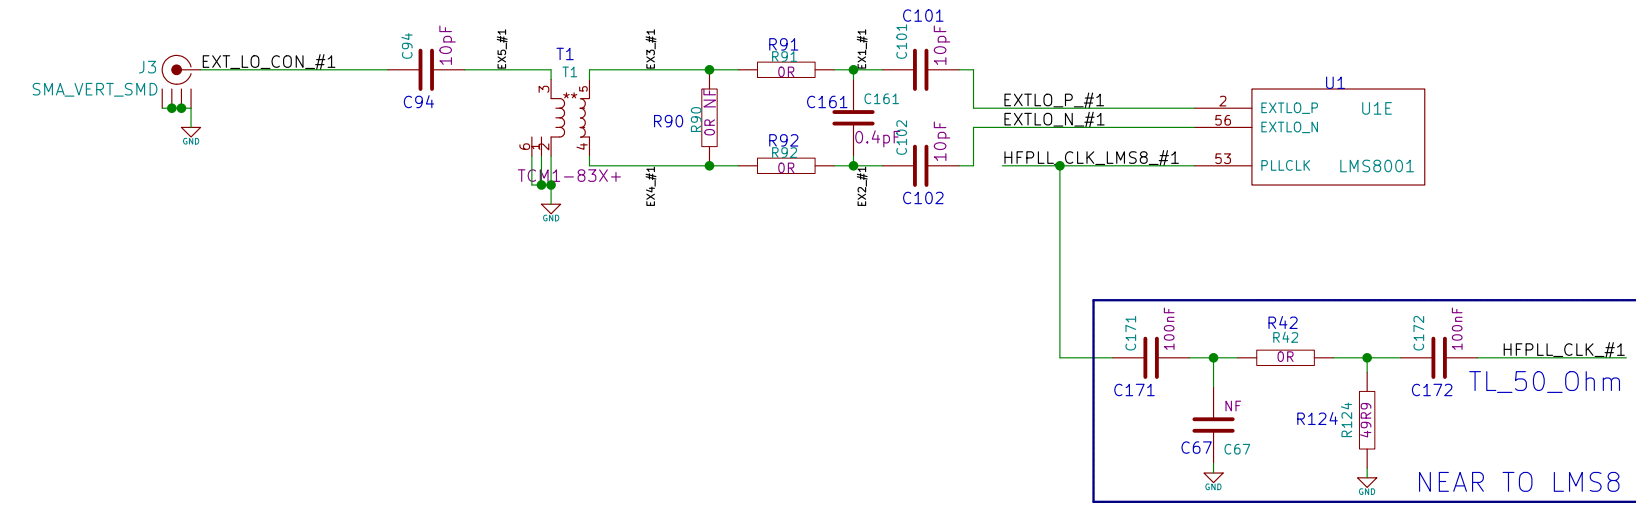 J3
SMA_VERT_SMD
GND
EXT_LO_CON_#1
C94
10pF
C94
EX5_#1
T1
T1
3
**
5
6
1
2
4
TCM1-83X+
GND
EX3_#1
EX4_#1
R90
R90
0R NF
R91
R91
0R
R92
R92
0R
EX1_#1
EX2_#1
C161
C161
0.4pF
C101
C101
10pF
C102
10pF
C102
EXTLO_P_#1
EXTLO_N_#1
HFPLL_CLK_LMS8_#1
2
56
53
U1
EXTLO_P
EXTLO_N
PLLCLK
U1E
LMS8001
C171
100nF
C171
R42
R42
0R
C172
100nF
C172
HFPLL_CLK_#1
TL_50_Ohm
NF
C67
C67
GND
R124
R124
49R9
GND
NEAR TO LMS8